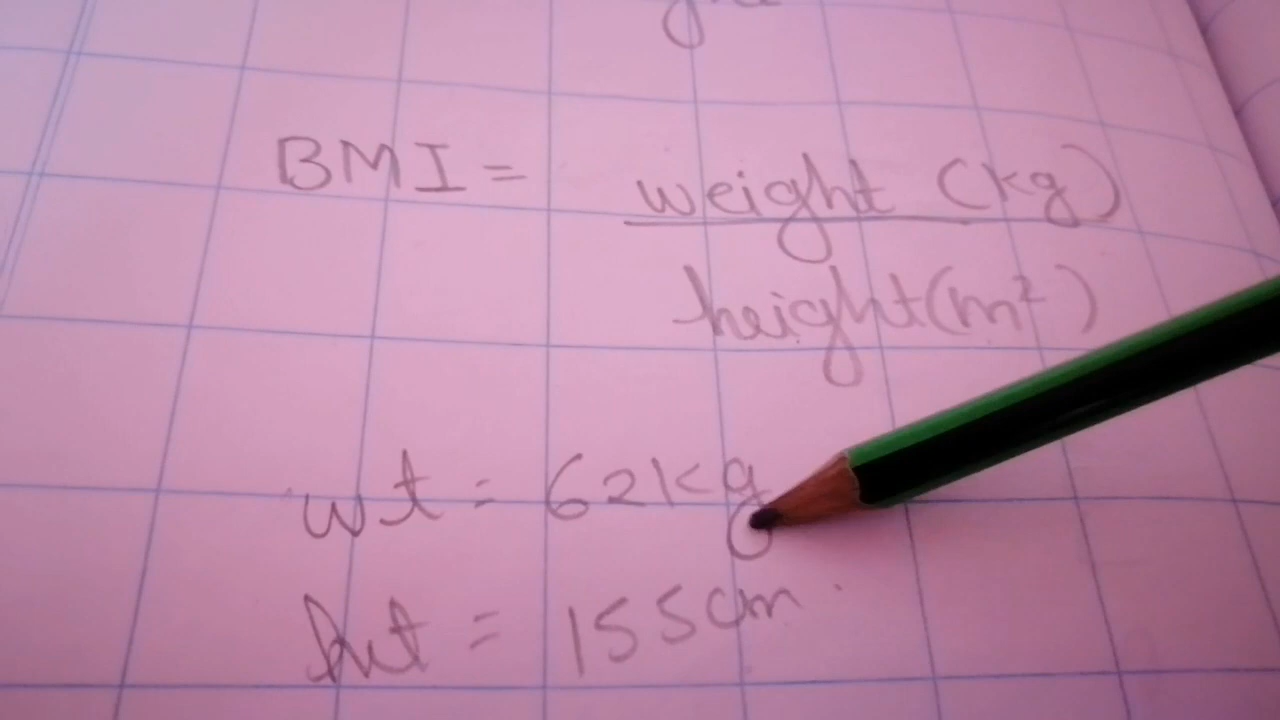 BMI = weight (kg)
height(m²)
wt = 62kg
ht = 155cm.